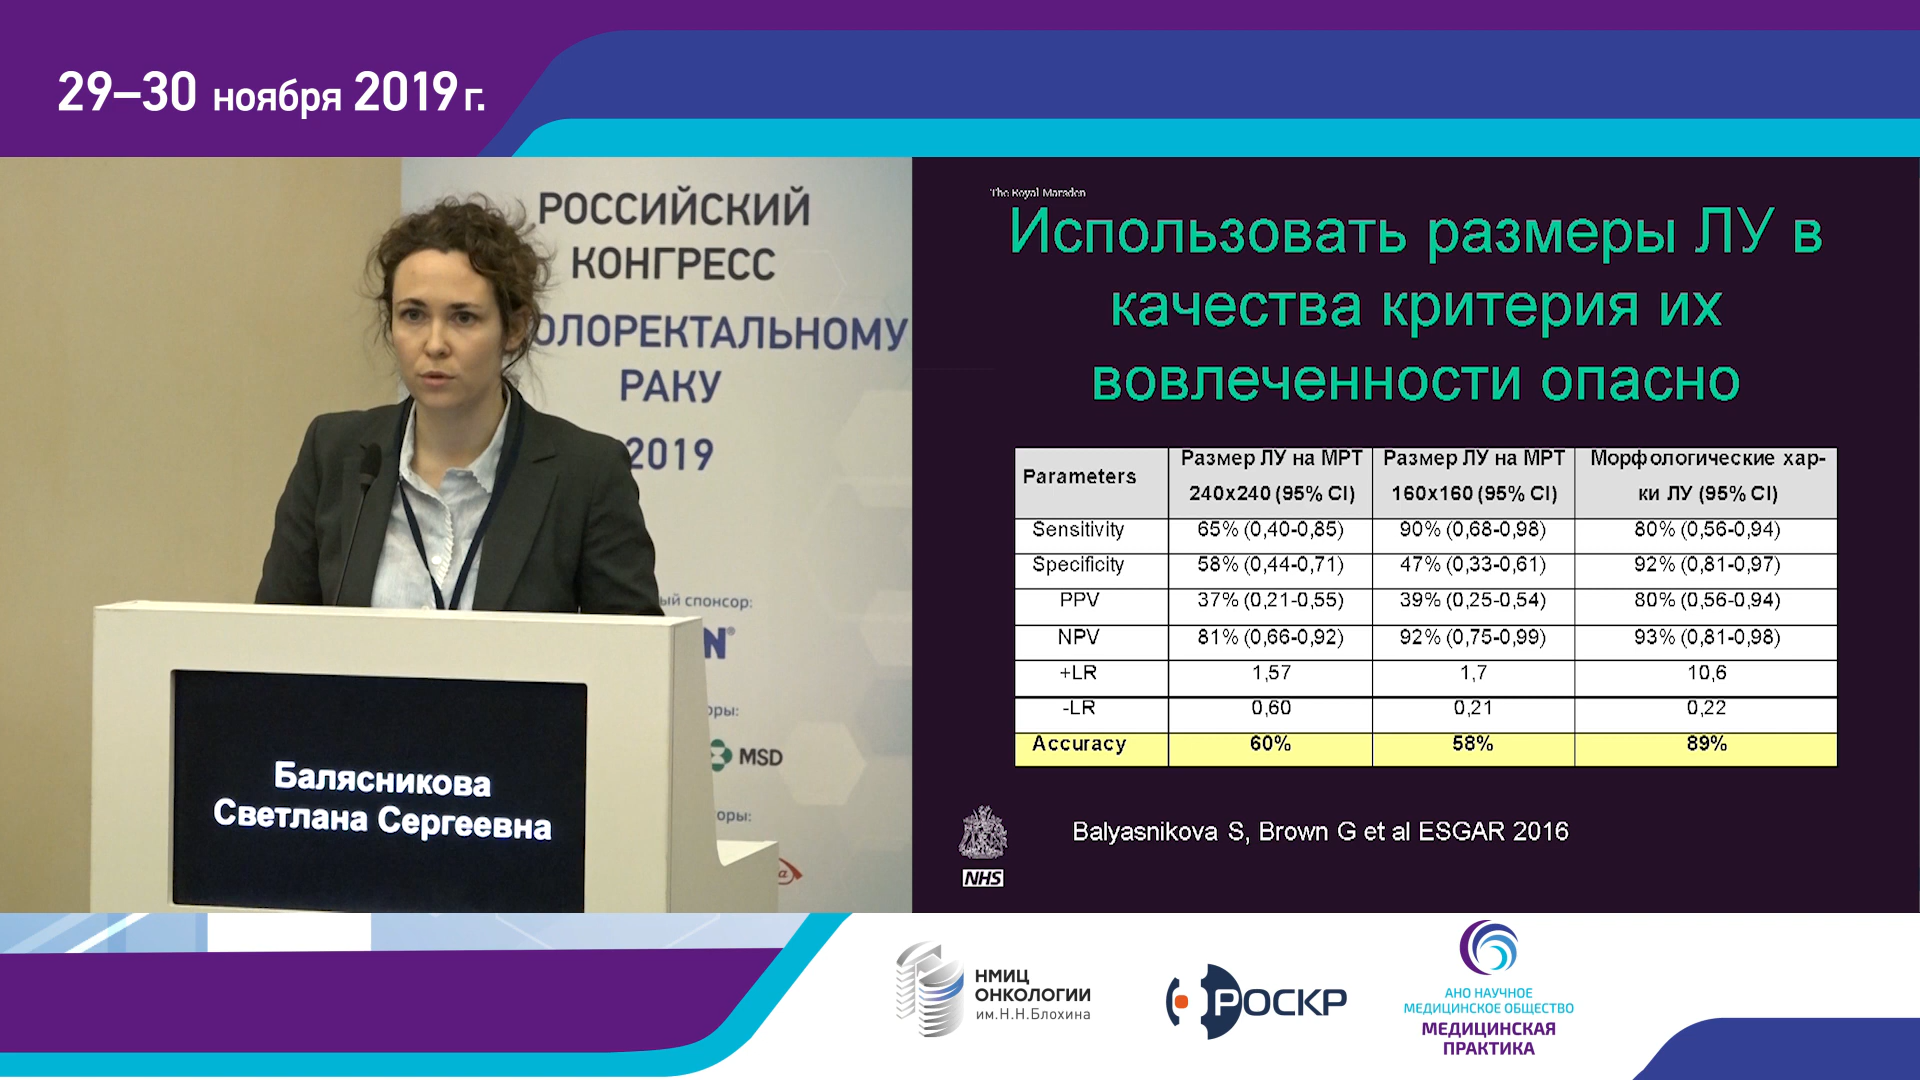 29–30 ноября 2019 г.
РОССИЙСКИЙ
КОНГРЕСС
ОЛОРЕКТАЛЬНОМУ
РАКУ
2019
ый спонсор:
N®
оры:
MSD
оры:
Балясникова
Светлана Сергеевна
The Royal Marsden
Использовать размеры ЛУ в
качества критерия их
вовлеченности опасно
Parameters Размер ЛУ на МРТ 240x240 (95% CI) Размер ЛУ на МРТ 160x160 (95% CI) Морфологические хар-ки ЛУ (95% CI)
Sensitivity 65% (0,40-0,85) 90% (0,68-0,98) 80% (0,56-0,94)
Specificity 58% (0,44-0,71) 47% (0,33-0,61) 92% (0,81-0,97)
PPV 37% (0,21-0,55) 39% (0,25-0,54) 80% (0,56-0,94)
NPV 81% (0,66-0,92) 92% (0,75-0,99) 93% (0,81-0,98)
+LR 1,57 1,7 10,6
-LR 0,60 0,21 0,22
Accuracy 60% 58% 89%
Balyasnikova S, Brown G et al ESGAR 2016
NHS
НМИЦ
ОНКОЛОГИИ
им.Н.Н.Блохина
РОСКР
АНО НАУЧНОЕ
МЕДИЦИНСКОЕ ОБЩЕСТВО
МЕДИЦИНСКАЯ
ПРАКТИКА